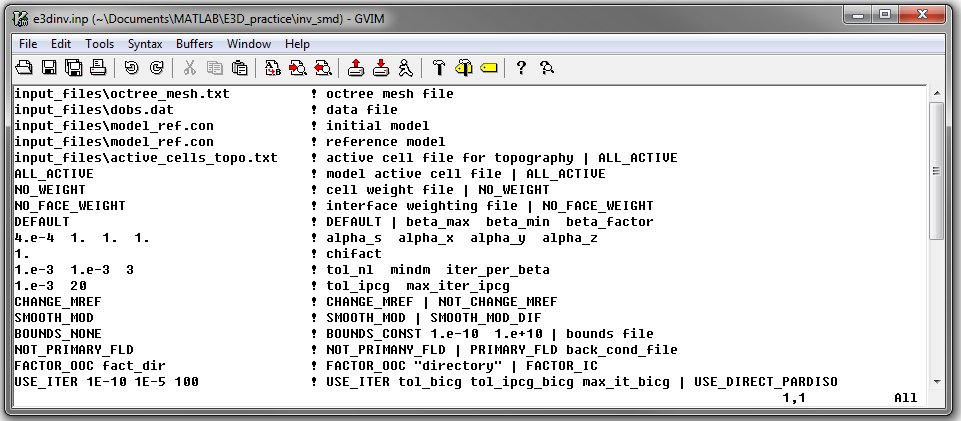 e3dinv.inp (~\Documents\MATLAB\E3D_practice\inv_smd) - GVIM
File Edit Tools Syntax Buffers Window Help
input_files\octree_mesh.txt ! octree mesh file
input_files\dobs.dat ! data file
input_files\model_ref.con ! initial model
input_files\model_ref.con ! reference model
input_files\active_cells_topo.txt ! active cell file for topography | ALL_ACTIVE
ALL_ACTIVE ! model active cell file | ALL_ACTIVE
NO_WEIGHT ! cell weight file | NO_WEIGHT
NO_FACE_WEIGHT ! interface weighting file | NO_FACE_WEIGHT
DEFAULT ! DEFAULT | beta_max beta_min beta_factor
4.e-4 1. 1. 1. ! alpha_s alpha_x alpha_y alpha_z
1. ! chifact
1.e-3 1.e-3 3 ! tol_nl mindm iter_per_beta
1.e-3 20 ! tol_ipcg max_iter_ipcg
CHANGE_MREF ! CHANGE_MREF | NOT_CHANGE_MREF
SMOOTH_MOD ! SMOOTH_MOD | SMOOTH_MOD_DIF
BOUNDS_NONE ! BOUNDS_CONST 1.e-10 1.e+10 | bounds file
NOT_PRIMARY_FLD ! NOT_PRIMANY_FLD | PRIMARY_FLD back_cond_file
FACTOR_OOC fact_dir ! FACTOR_OOC "directory" | FACTOR_IC
USE_ITER 1E-10 1E-5 100 ! USE_ITER tol_bicg tol_ipcg_bicg max_it_bicg | USE_DIRECT_PARDISO
1,1 All